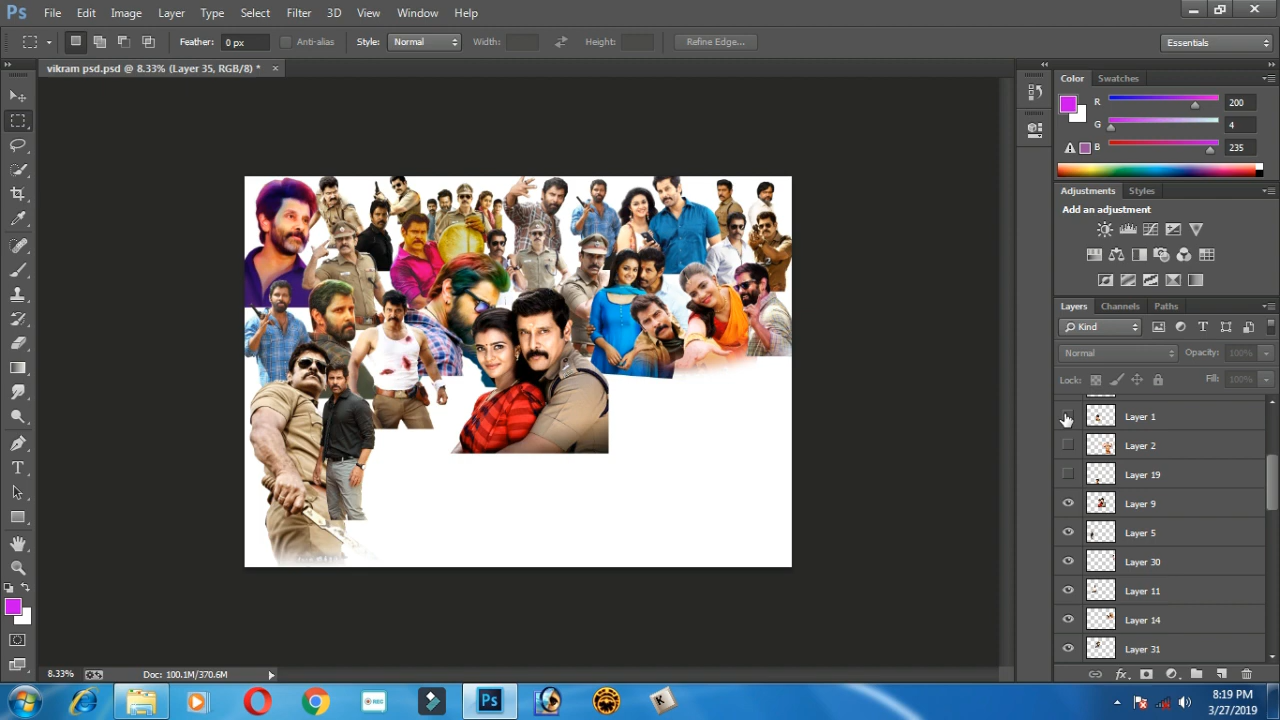 Ps File Edit Image Layer Type Select Filter 3D View Window Help
Feather: 0 px Anti-alias Style: Normal Width: Height: Refine Edge... Essentials
vikram psd.psd @ 8.33% (Layer 35, RGB/8) * ×
Color Swatches
R 200
G 4
B 235
Adjustments Styles
Add an adjustment
Layers Channels Paths
Kind
Normal Opacity: 100%
Lock: Fill: 100%
Layer 1
Layer 2
Layer 19
Layer 9
Layer 5
Layer 30
Layer 11
Layer 14
Layer 31
8.33% Doc: 100.1M/370.6M
Ps
K
8:19 PM
3/27/2019